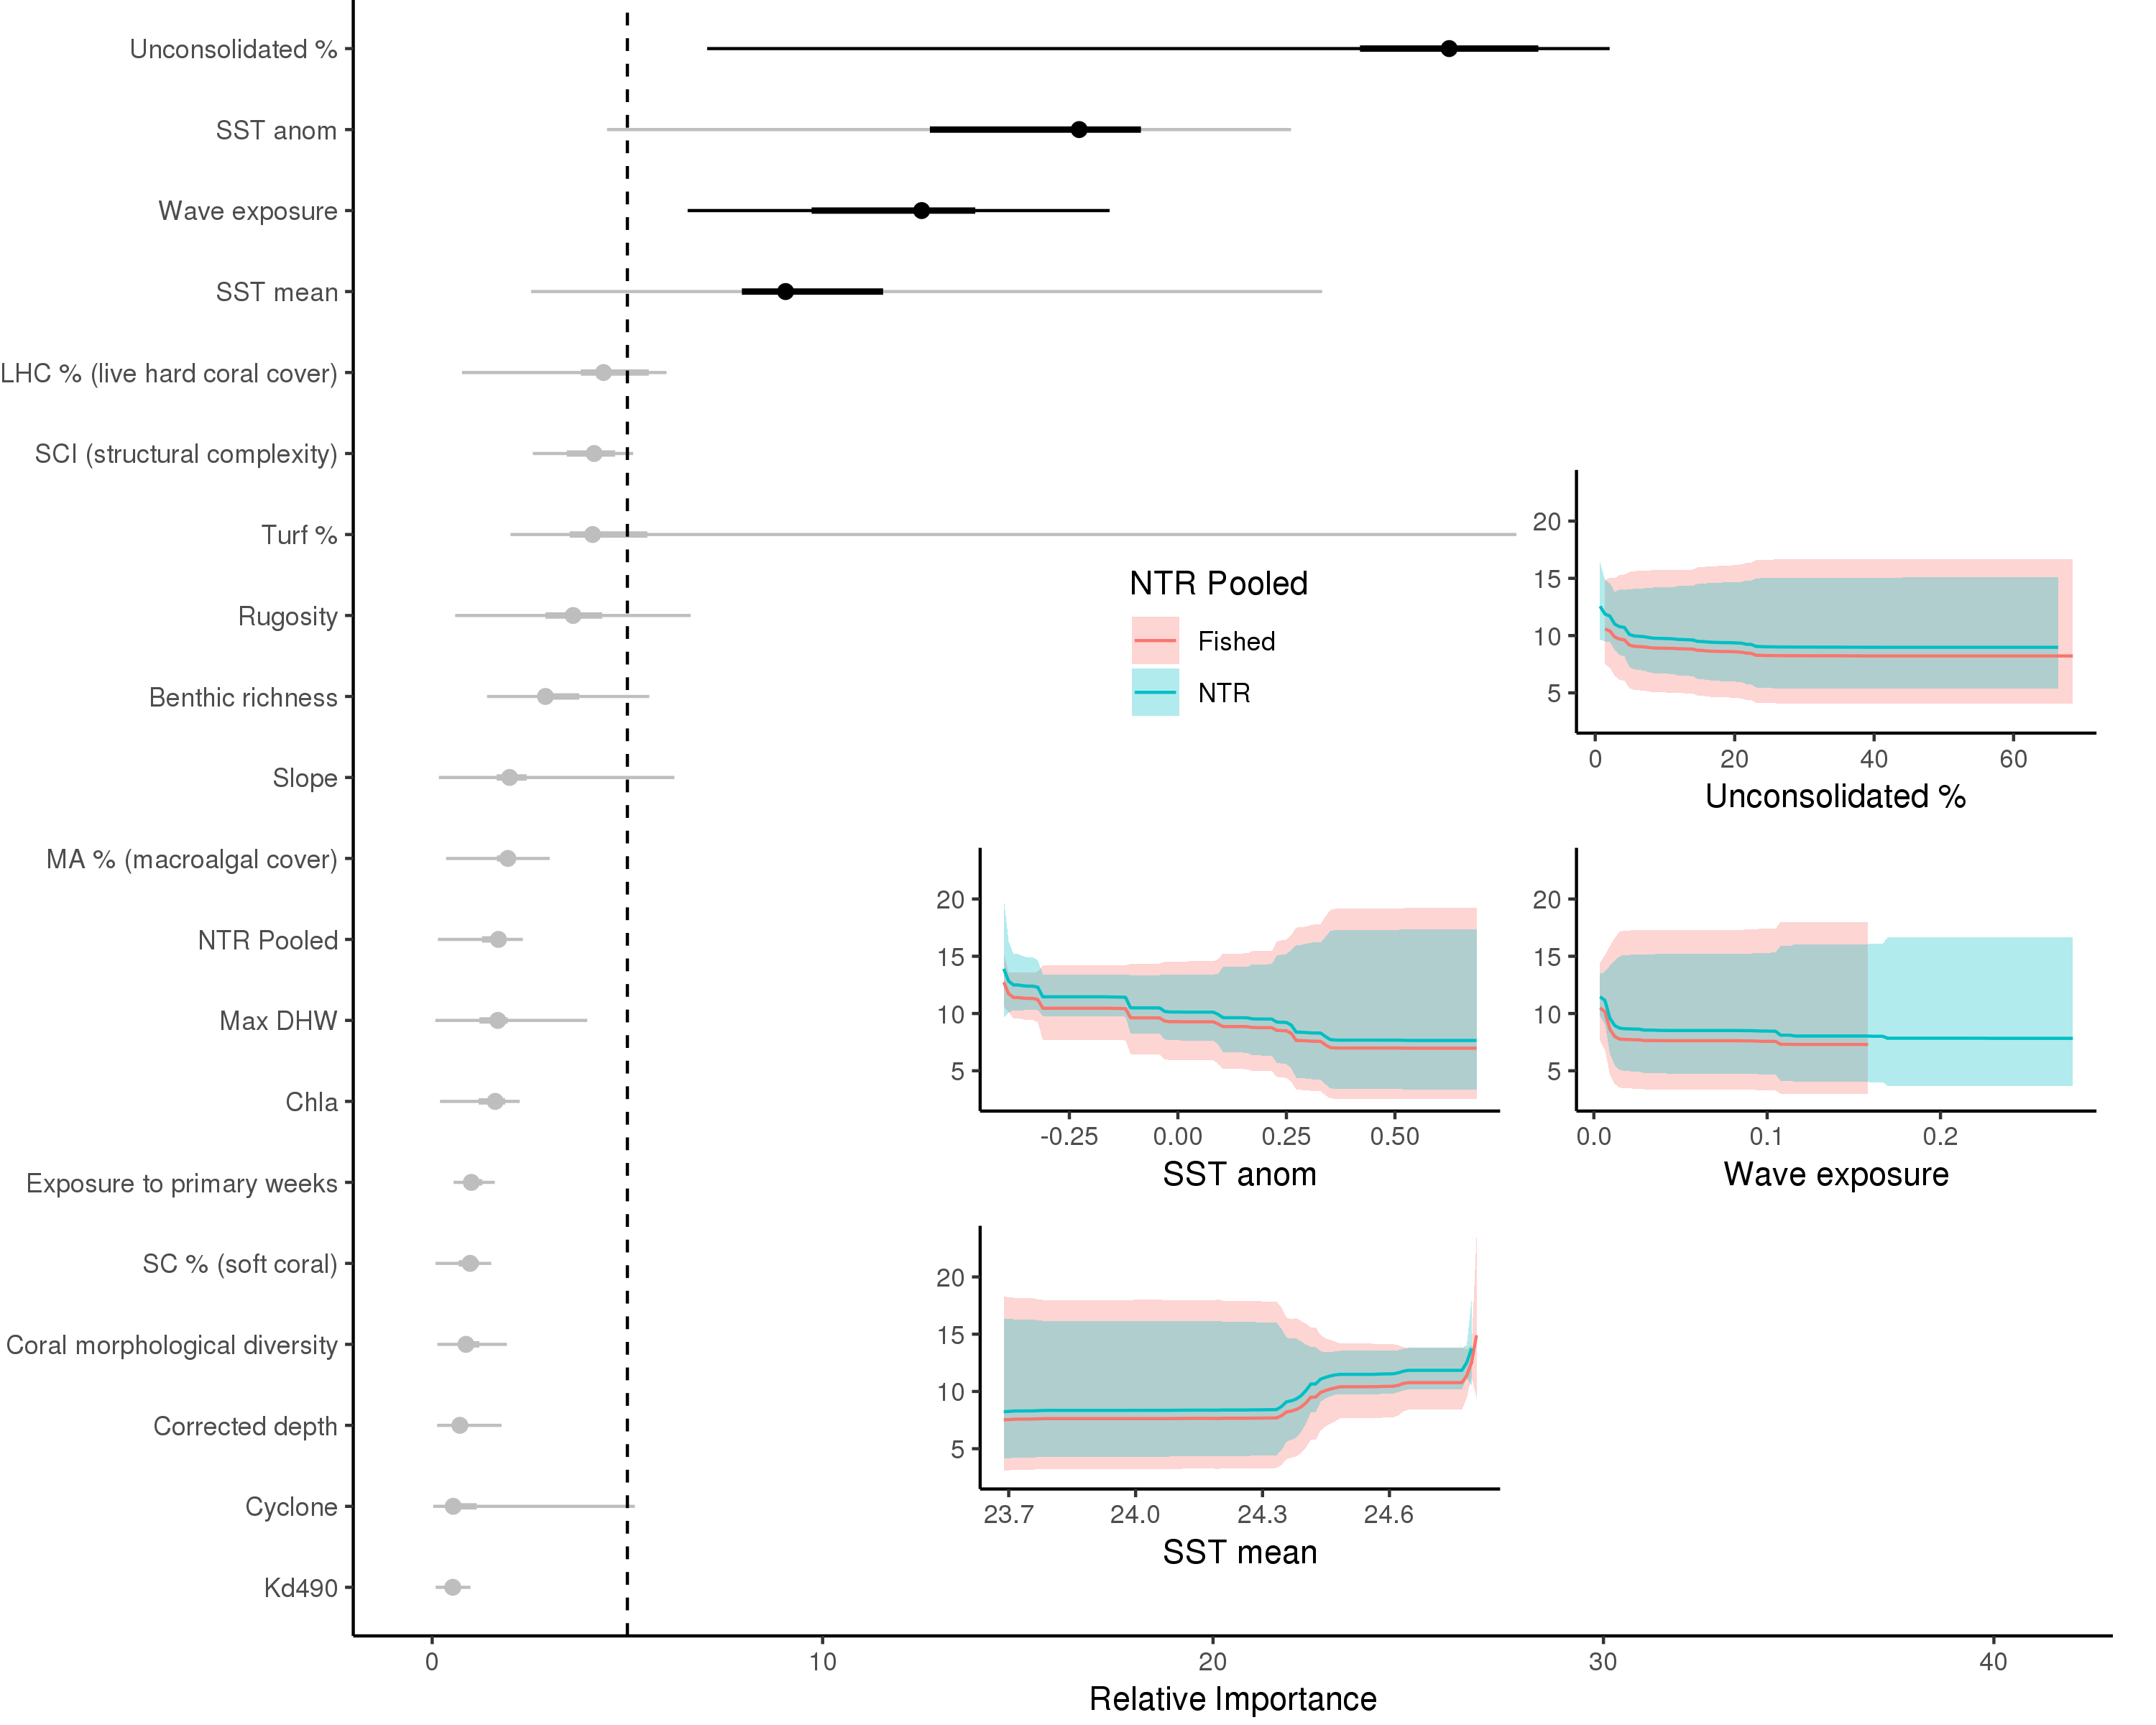 Unconsolidated %
SST anom
Wave exposure
SST mean
LHC % (live hard coral cover)
SCI (structural complexity)
Turf %
Rugosity
Benthic richness
Slope
MA % (macroalgal cover)
NTR Pooled
Max DHW
Chla
Exposure to primary weeks
SC % (soft coral)
Coral morphological diversity
Corrected depth
Cyclone
Kd490
0 10 20 30 40
Relative Importance
NTR Pooled
Fished
NTR
20
15
10
5
0 20 40 60
Unconsolidated %
20
15
10
5
-0.25 0.00 0.25 0.50
SST anom
20
15
10
5
0.0 0.1 0.2
Wave exposure
20
15
10
5
23.7 24.0 24.3 24.6
SST mean